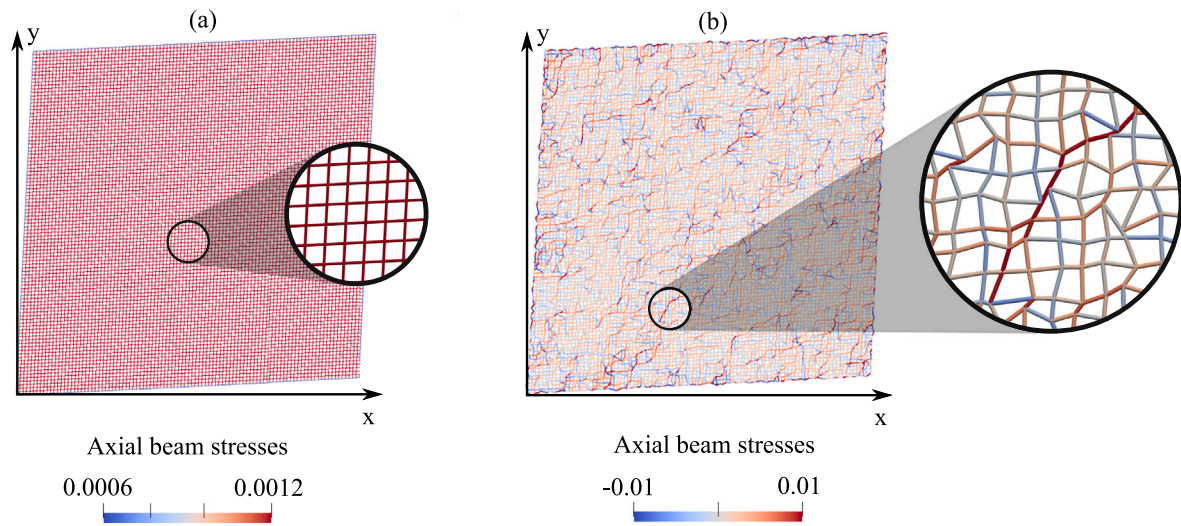 (a)
y
x
Axial beam stresses
0.0006 0.0012
(b)
y
x
Axial beam stresses
-0.01 0.01